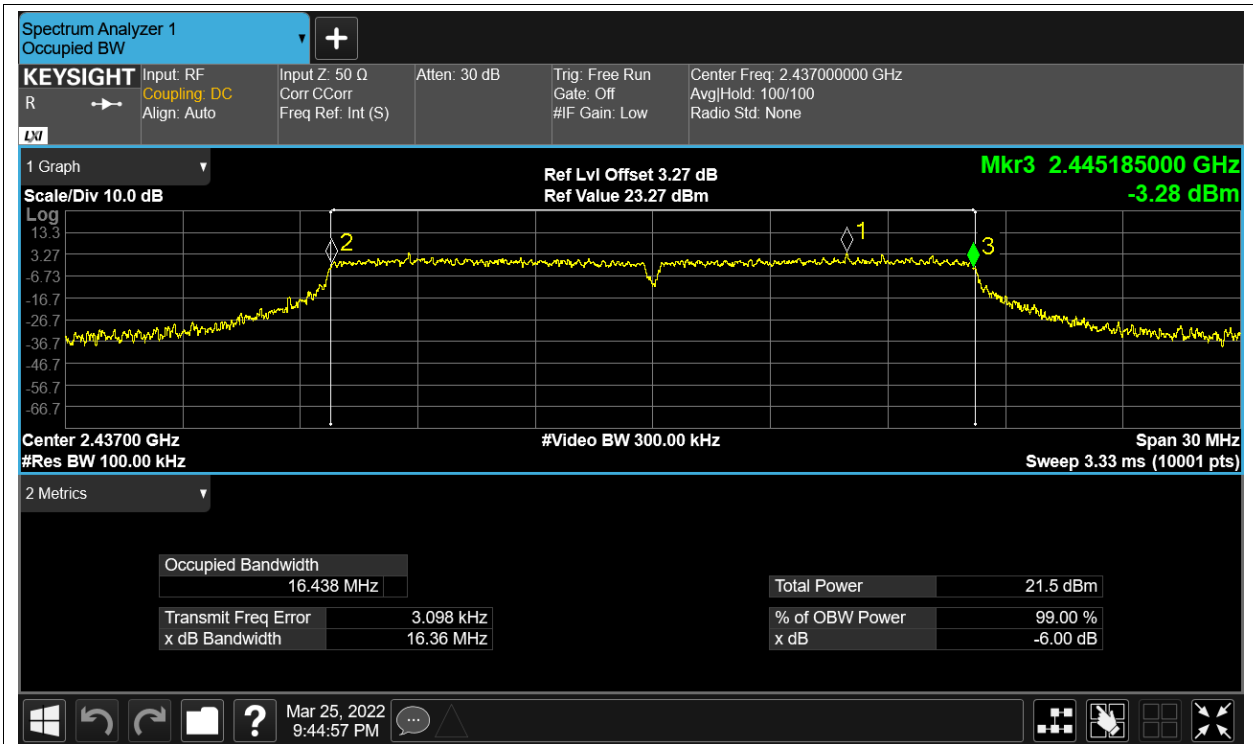 Spectrum Analyzer 1
Occupied BW
KEYSIGHT
R
LXI
Input: RF
Coupling: DC
Align: Auto
Input Z: 50 Ω
Corr CCorr
Freq Ref: Int (S)
Atten: 30 dB
Trig: Free Run
Gate: Off
#IF Gain: Low
Center Freq: 2.437000000 GHz
Avg|Hold: 100/100
Radio Std: None
1 Graph
Scale/Div 10.0 dB
Ref Lvl Offset 3.27 dB
Ref Value 23.27 dBm
Mkr3 2.445185000 GHz
-3.28 dBm
Log
13.3
3.27
-6.73
-16.7
-26.7
-36.7
-46.7
-56.7
-66.7
2
1
3
Center 2.43700 GHz
#Res BW 100.00 kHz
#Video BW 300.00 kHz
Span 30 MHz
Sweep 3.33 ms (10001 pts)
2 Metrics
Occupied Bandwidth
16.438 MHz
Transmit Freq Error 3.098 kHz
x dB Bandwidth 16.36 MHz
Total Power 21.5 dBm
% of OBW Power 99.00 %
x dB -6.00 dB
?
Mar 25, 2022
9:44:57 PM